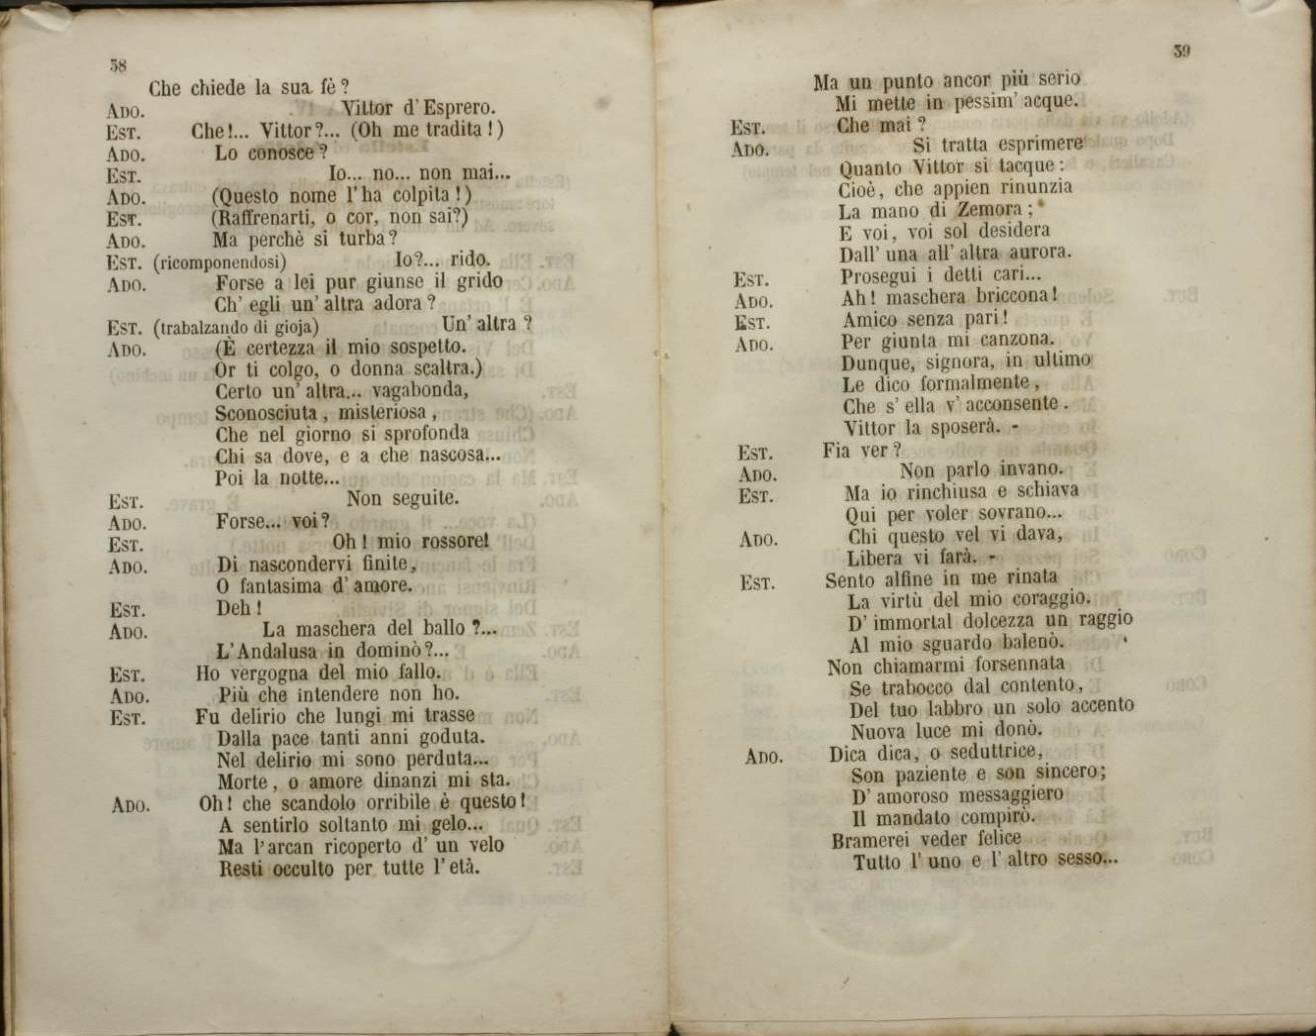 38
Che chiede la sua fè?
ADO. Vittor d'Esprero.
EST. Che!... Vittor?... (Oh me tradita!)
ADO. Lo conosce?
EST. Io... no... non mai...
ADO. (Questo nome l'ha colpita!)
EST. (Raffrenarti, o cor, non sai?)
ADO. Ma perchè si turba?
EST. (ricomponendosi) Io?... rido.
ADO. Forse a lei pur giunse il grido
Ch' egli un' altra adora?
EST. (trabalzando di gioja) Un' altra?
ADO. (È certezza il mio sospetto.
Or ti colgo, o donna scaltra.)
Certo un' altra... vagabonda,
Sconosciuta, misteriosa,
Che nel giorno si sprofonda
Chi sa dove, e a che nascosa...
Poi la notte...
EST. Non seguite.
ADO. Forse... voi?
EST. Oh! mio rossore!
ADO. Di nascondervi finite,
O fantasima d' amore.
EST. Deh!
ADO. La maschera del ballo?...
L'Andalusa in dominò?...
EST. Ho vergogna del mio fallo.
ADO. Più che intendere non ho.
EST. Fu delirio che lungi mi trasse
Dalla pace tanti anni goduta.
Nel delirio mi sono perduta...
Morte, o amore dinanzi mi sta.
ADO. Oh! che scandolo orribile è questo!
A sentirlo soltanto mi gelo...
Ma l'arcan ricoperto d' un velo
Resti occulto per tutte l'età.
39
Ma un punto ancor più serio
Mi mette in pessim' acque.
EST. Che mai?
ADO. Si tratta esprimere
Quanto Vittor si tacque:
Cioè, che appien rinunzia
La mano di Zemora;
E voi, voi sol desidera
Dall' una all' altra aurora.
EST. Prosegui i detti cari...
ADO. Ah! maschera briccona!
EST. Amico senza pari!
ADO. Per giunta mi canzona.
Dunque, signora, in ultimo
Le dico formalmente,
Che s' ella v' acconsente.
Vittor la sposerà. -
EST. Fia ver?
ADO. Non parlo invano.
EST. Ma io rinchiusa e schiava
Qui per voler sovrano...
ADO. Chi questo vel vi dava,
Libera vi farà. -
EST. Sento alfine in me rinata
La virtù del mio coraggio.
D' immortal dolcezza un raggio
Al mio sguardo balenò.
Non chiamarmi forsennata
Se trabocco dal contento,
Del tuo labbro un solo accento
Nuova luce mi donò.
ADO. Dica dica, o seduttrice,
Son paziente e son sincero;
D' amoroso messaggiero
Il mandato compirò.
Bramerei veder felice
Tutto l' uno e l' altro sesso...